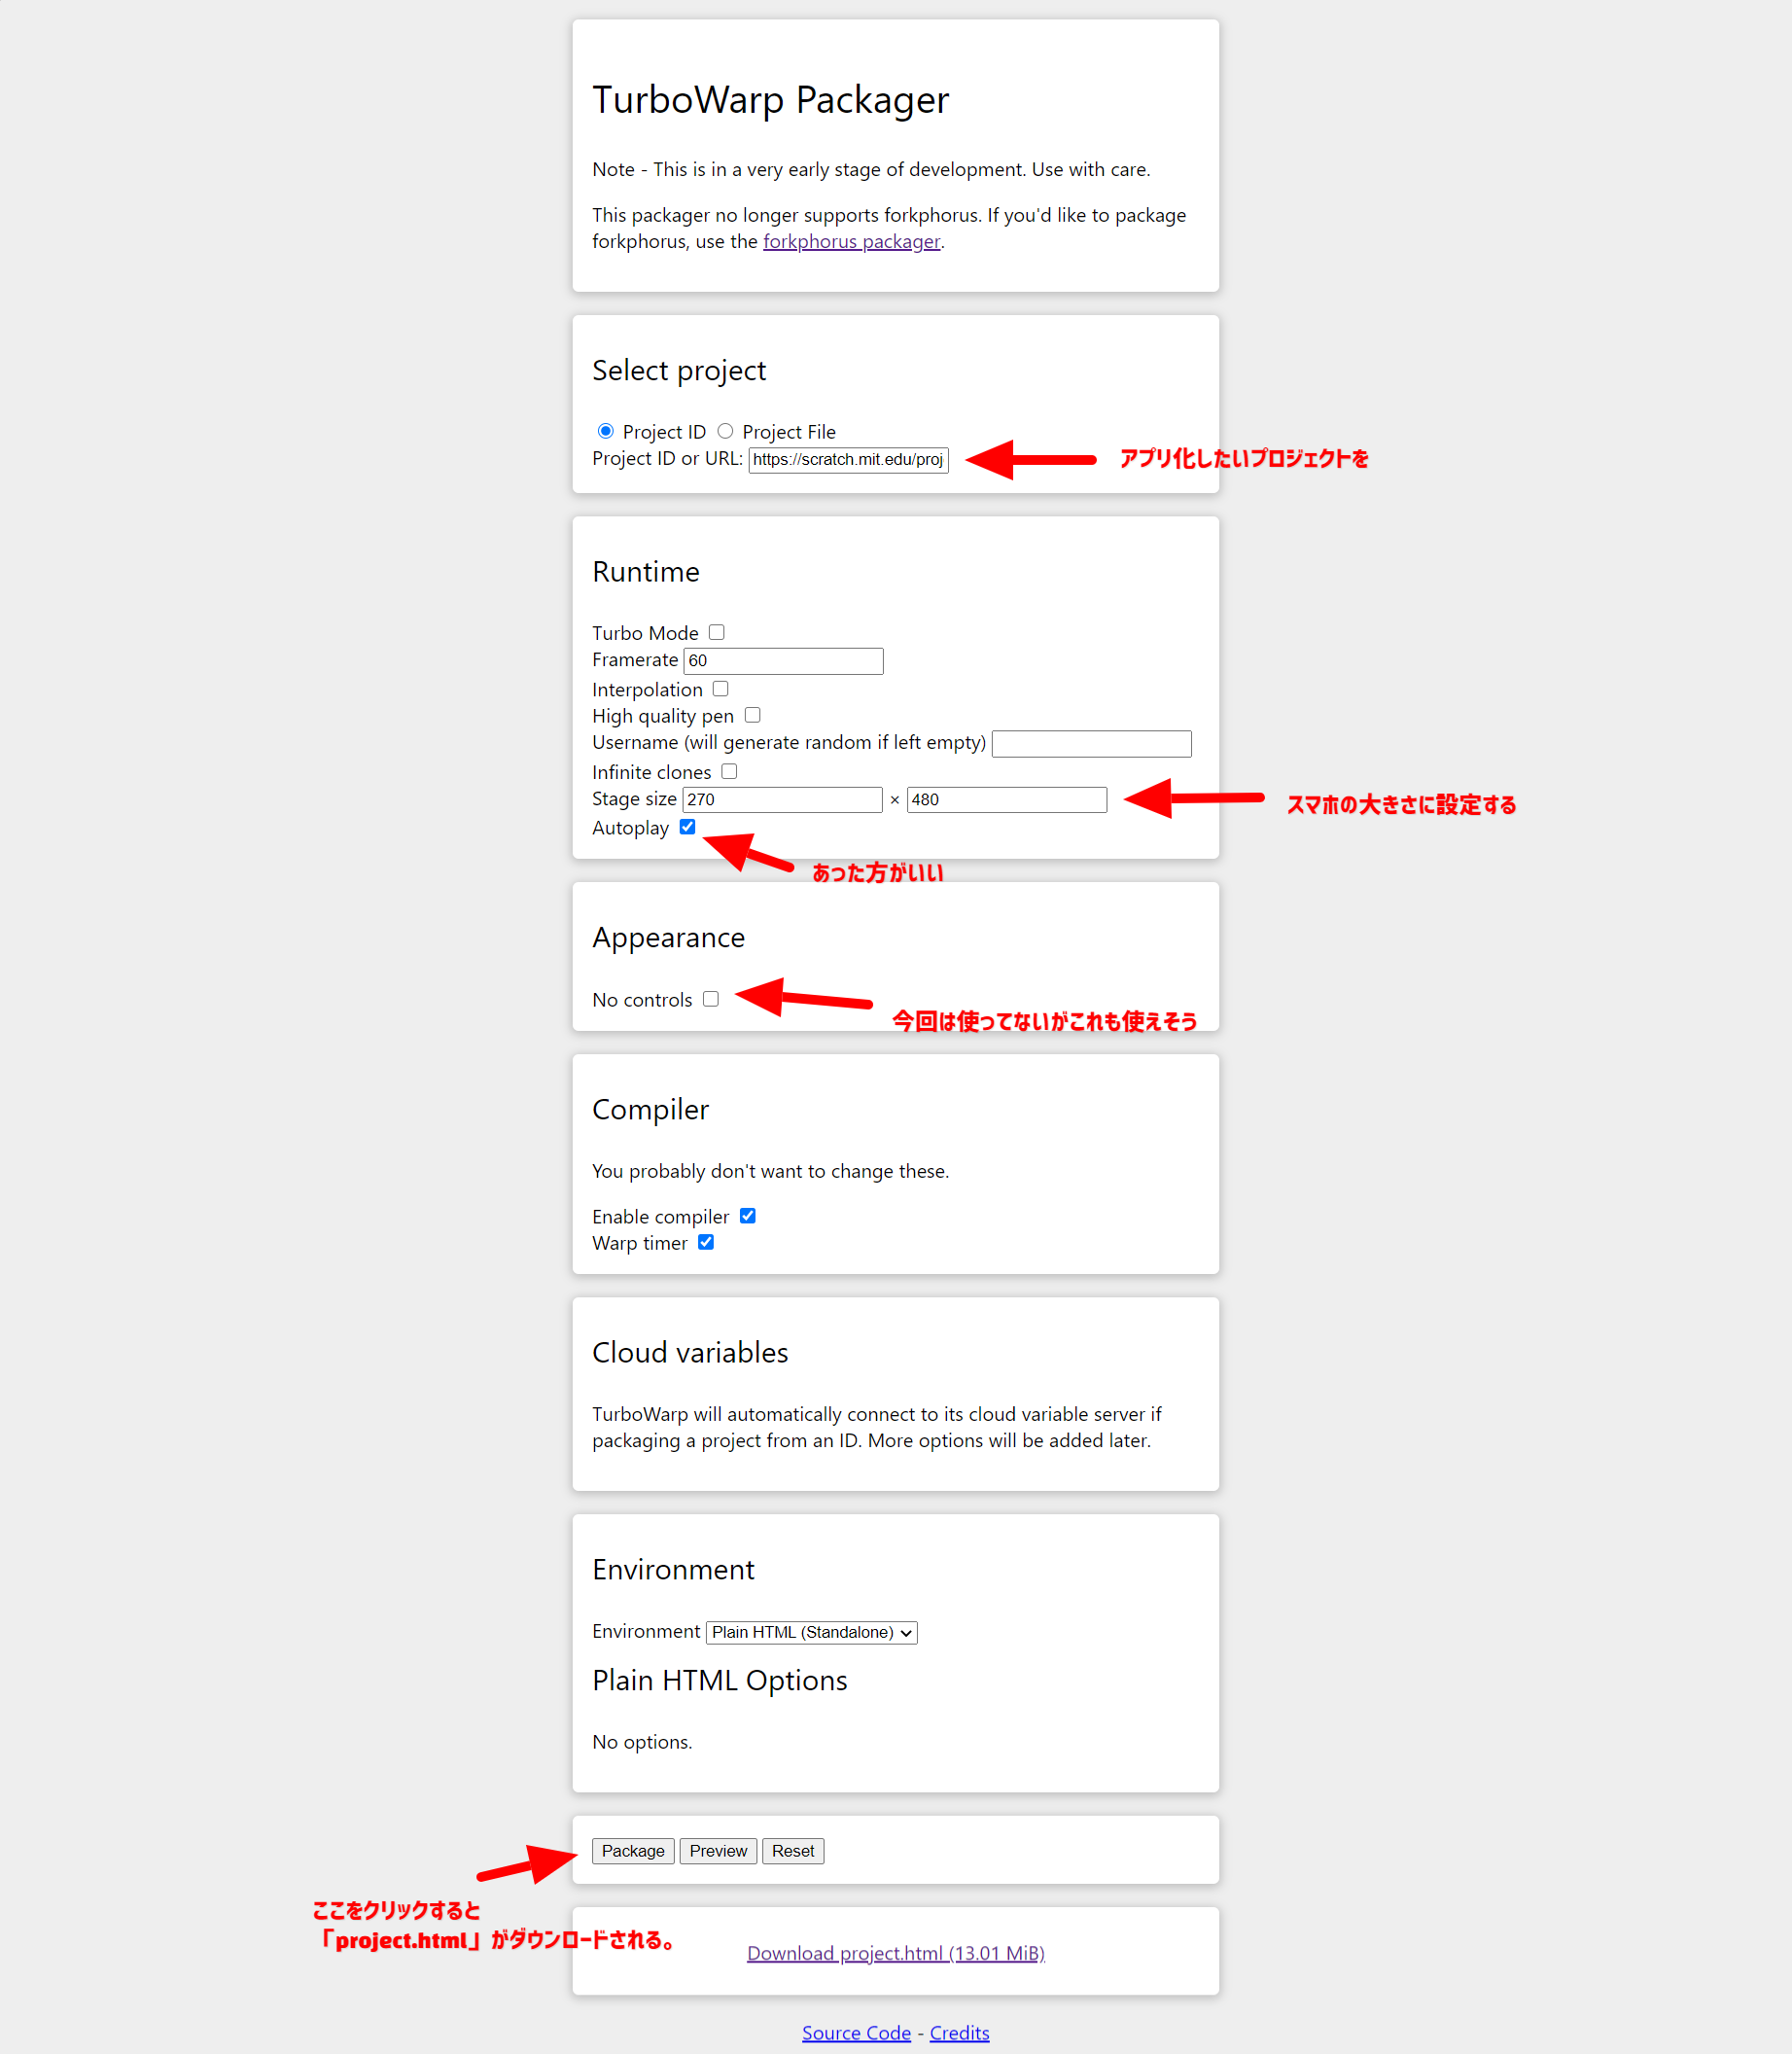 TurboWarp Packager
Note - This is in a very early stage of development. Use with care.
This packager no longer supports forkphorus. If you'd like to package
forkphorus, use the forkphorus packager.
Select project
Project ID Project File
Project ID or URL: https://scratch.mit.edu/proj
アプリ化したいプロジェクトを
Runtime
Turbo Mode
Framerate 60
Interpolation
High quality pen
Username (will generate random if left empty)
Infinite clones
Stage size 270 × 480
スマホの大きさに設定する
Autoplay
あった方がいい
Appearance
No controls
今回は使ってないがこれも使えそう
Compiler
You probably don't want to change these.
Enable compiler
Warp timer
Cloud variables
TurboWarp will automatically connect to its cloud variable server if
packaging a project from an ID. More options will be added later.
Environment
Environment Plain HTML (Standalone)
Plain HTML Options
No options.
Package Preview Reset
ここをクリックすると
「project.html」がダウンロードされる。
Download project.html (13.01 MiB)
Source Code - Credits